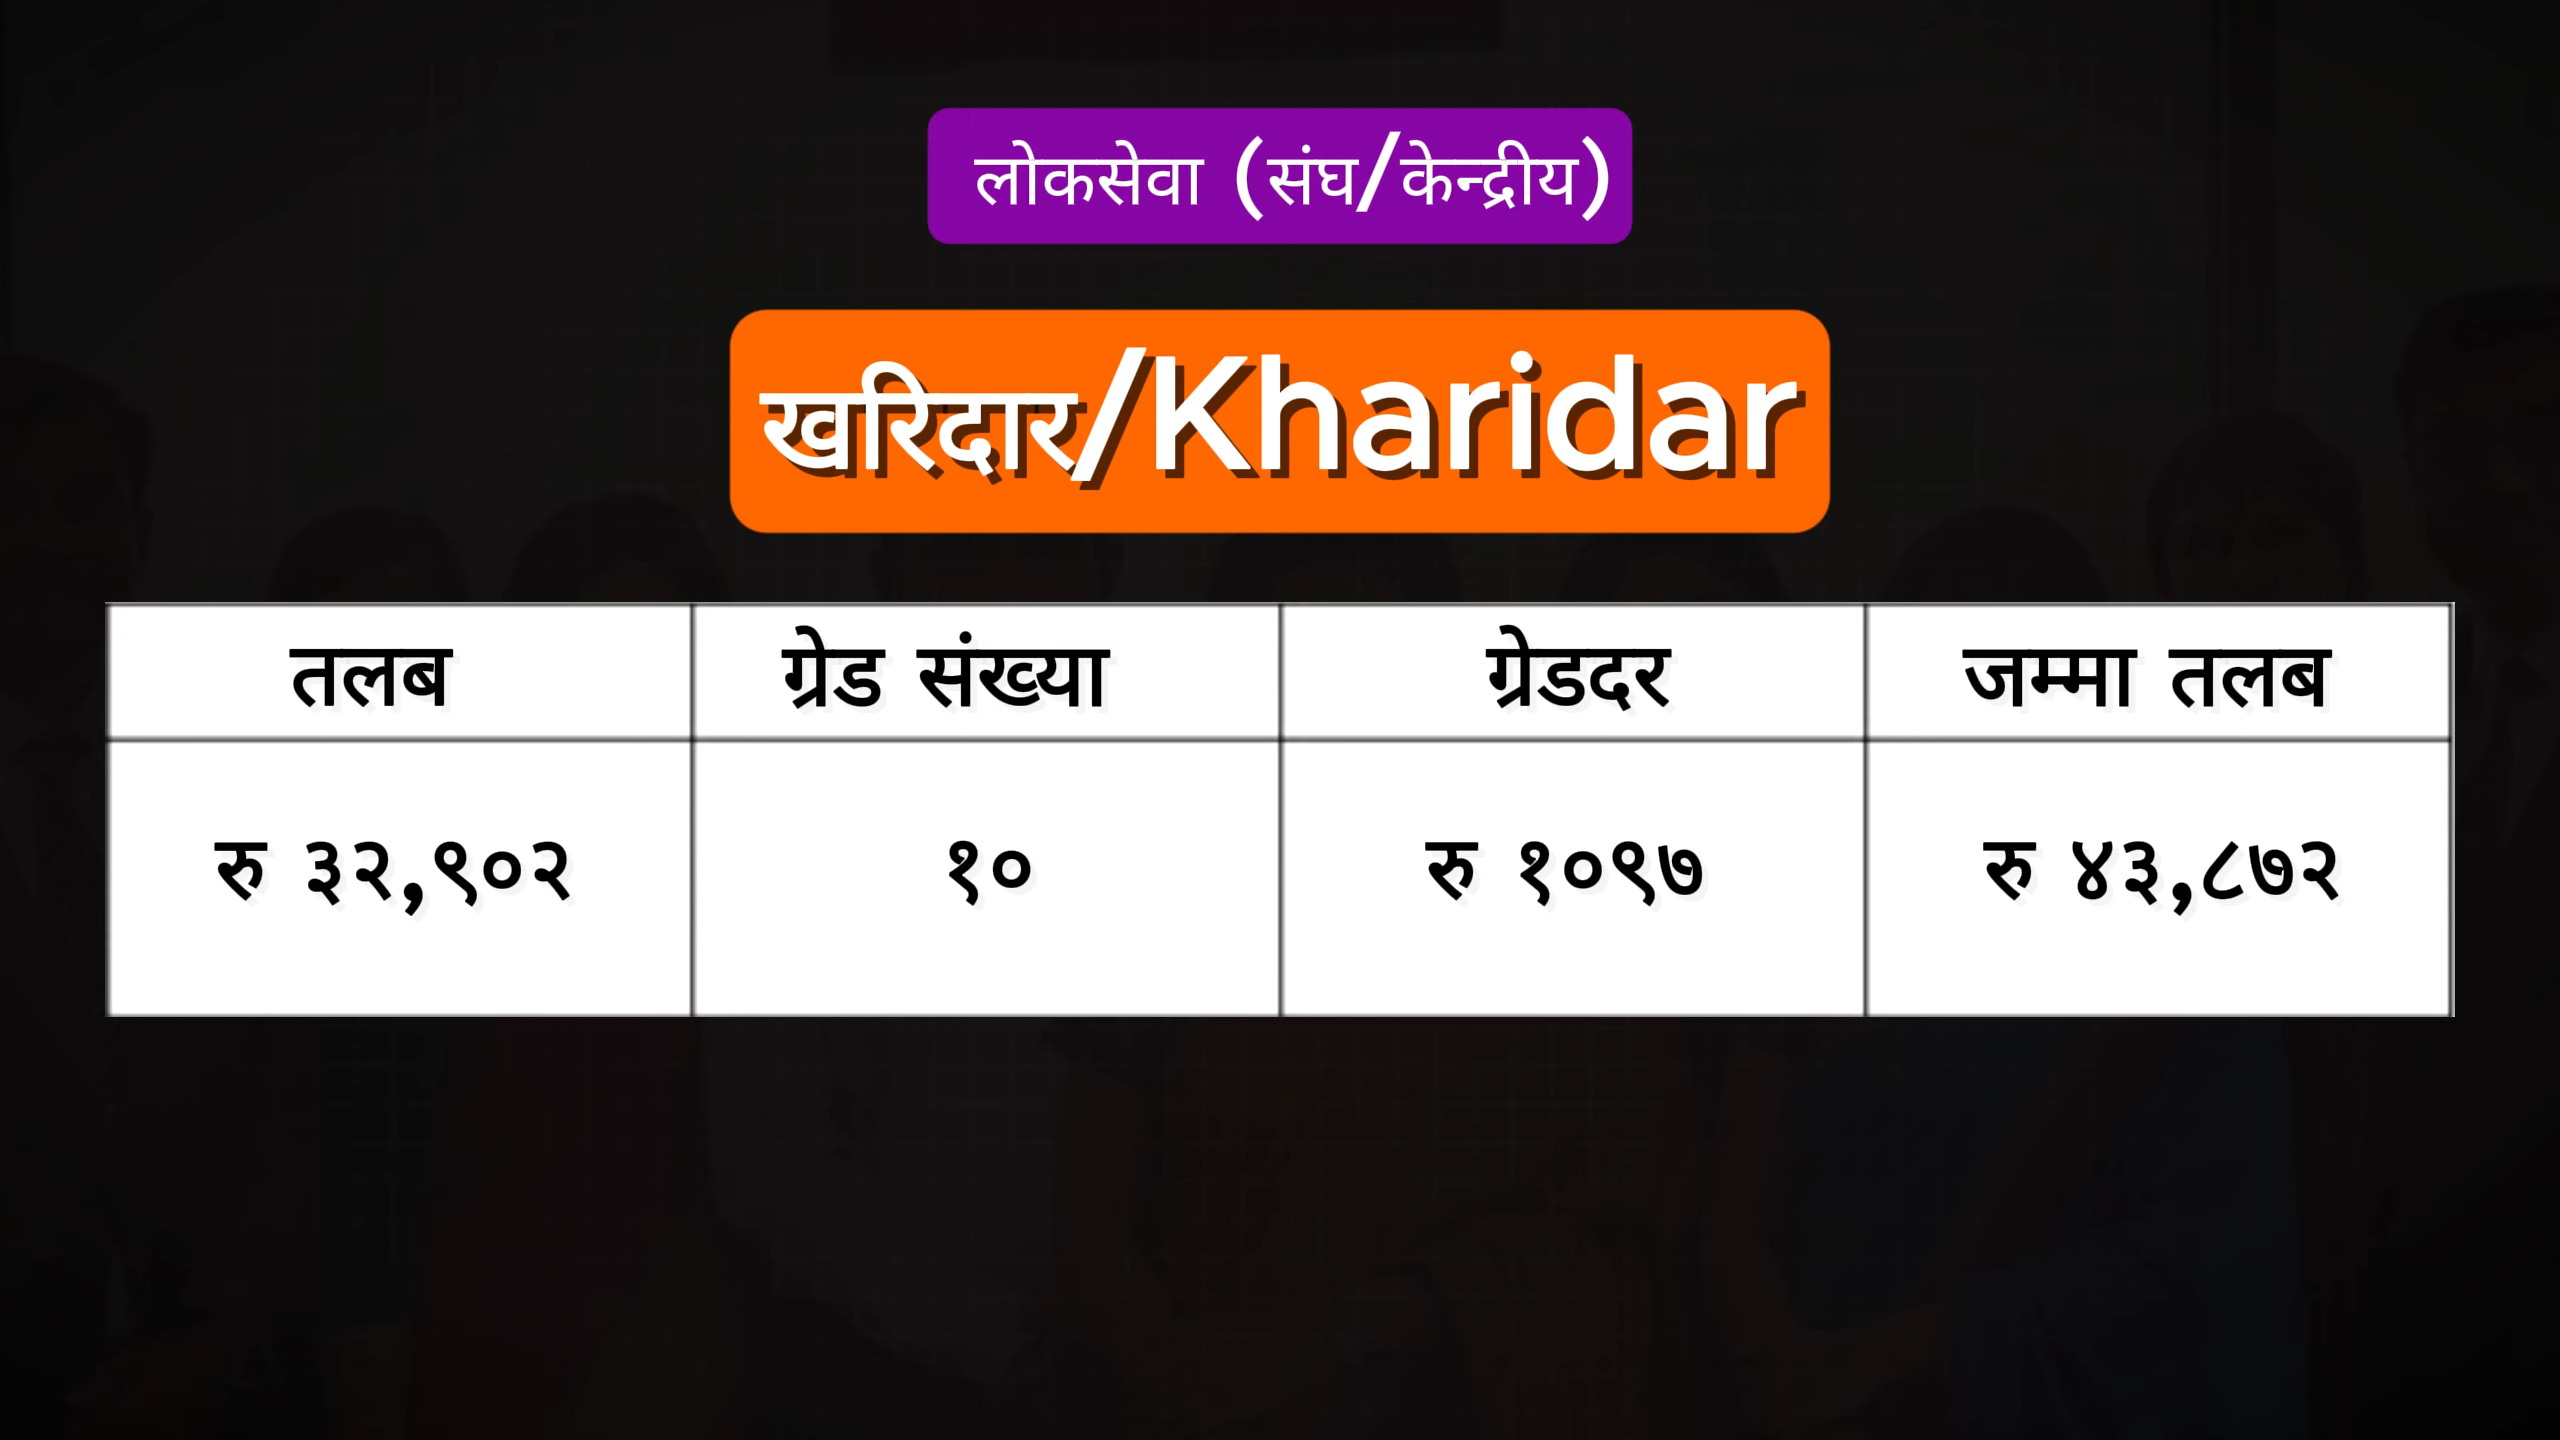 लोकसेवा (संघ/केन्द्रीय)
खरिदार/Kharidar
तलब ग्रेड संख्या ग्रेडदर जम्मा तलब
रु ३२,९०२ १० रु १०९७ रु ४३,८७२